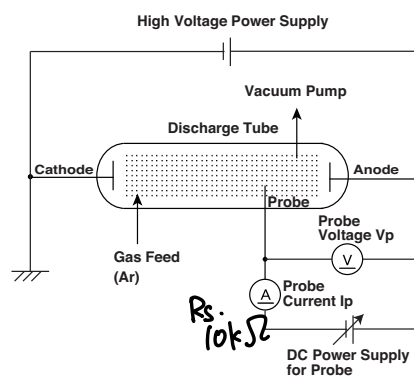 High Voltage Power Supply
Vacuum Pump
Discharge Tube
Cathode
Anode
Probe
Probe
Voltage Vp
V
Gas Feed
(Ar)
A
Probe
Current Ip
Rs.
10kΩ
DC Power Supply
for Probe